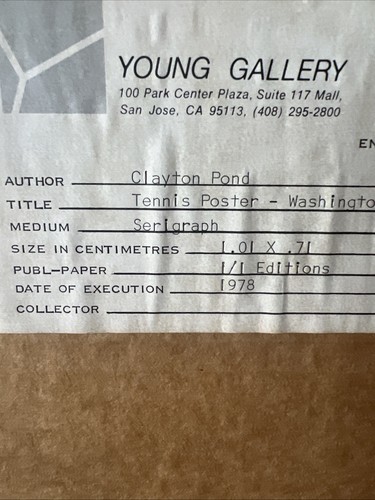 YOUNG GALLERY
100 Park Center Plaza, Suite 117 Mall,
San Jose, CA 95113, (408) 295-2800
EN
AUTHOR Clayton Pond
TITLE Tennis Poster - Washingto
MEDIUM Serigraph
SIZE IN CENTIMETRES 1.01 X .71
PUBL-PAPER 1/1 Editions
DATE OF EXECUTION 1978
COLLECTOR